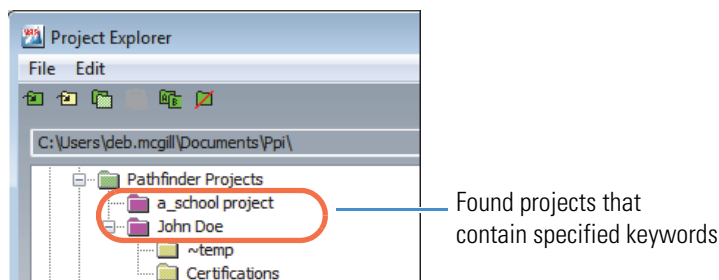 Project Explorer
File Edit
C:\Users\deb.mcgill\Documents\Ppi\
Pathfinder Projects
a_school project
John Doe
~temp
Certifications
Found projects that
contain specified keywords